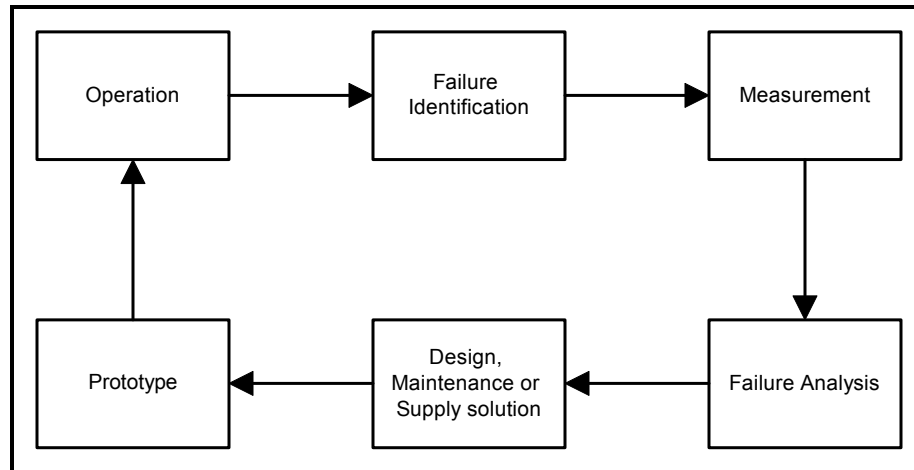 Operation
Failure
Identification
Measurement
Prototype
Design,
Maintenance or
Supply solution
Failure Analysis